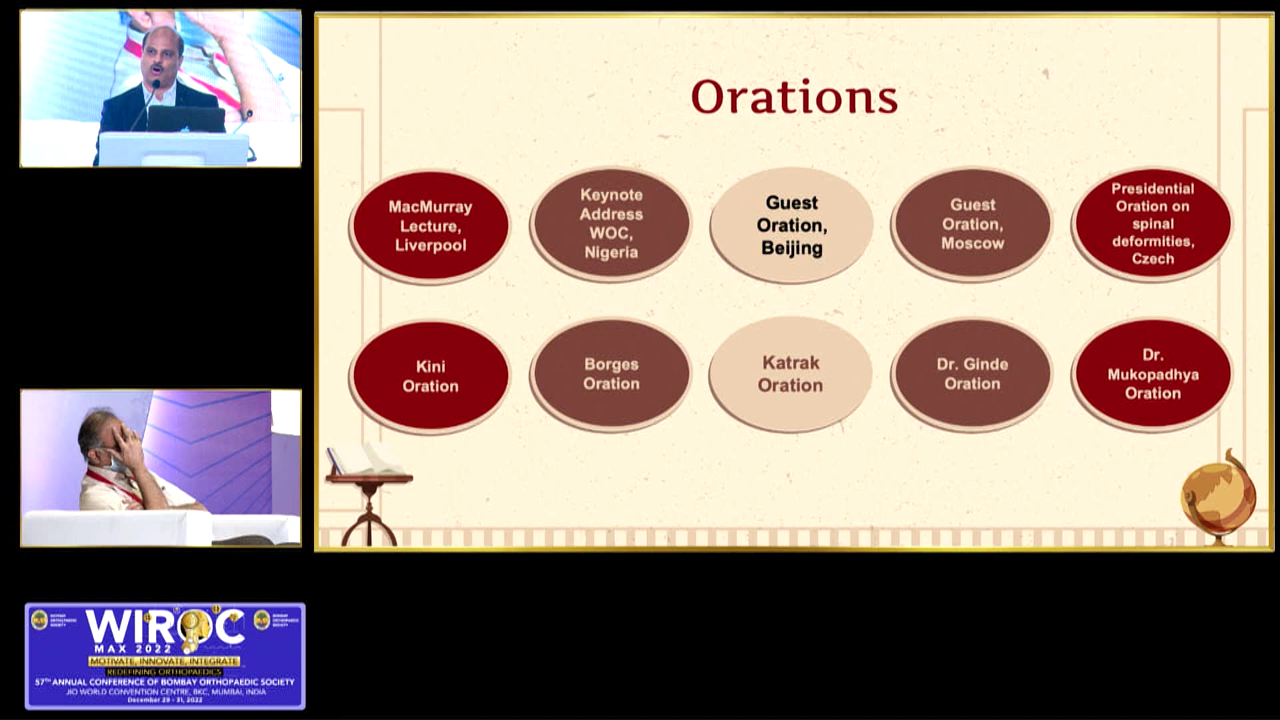 Orations
MacMurray
Lecture,
Liverpool
Keynote
Address
WOC,
Nigeria
Guest
Oration,
Beijing
Guest
Oration,
Moscow
Presidential
Oration on
spinal
deformities,
Czech
Kini
Oration
Borges
Oration
Katrak
Oration
Dr. Ginde
Oration
Dr.
Mukopadhya
Oration
WIROC
MAX 2022
MOTIVATE, INNOVATE, INTEGRATE
REDEFINING ORTHOPAEDICS
57TH ANNUAL CONFERENCE OF BOMBAY ORTHOPAEDIC SOCIETY
JIO WORLD CONVENTION CENTRE, BKC, MUMBAI, INDIA
December 29 - 31, 2022